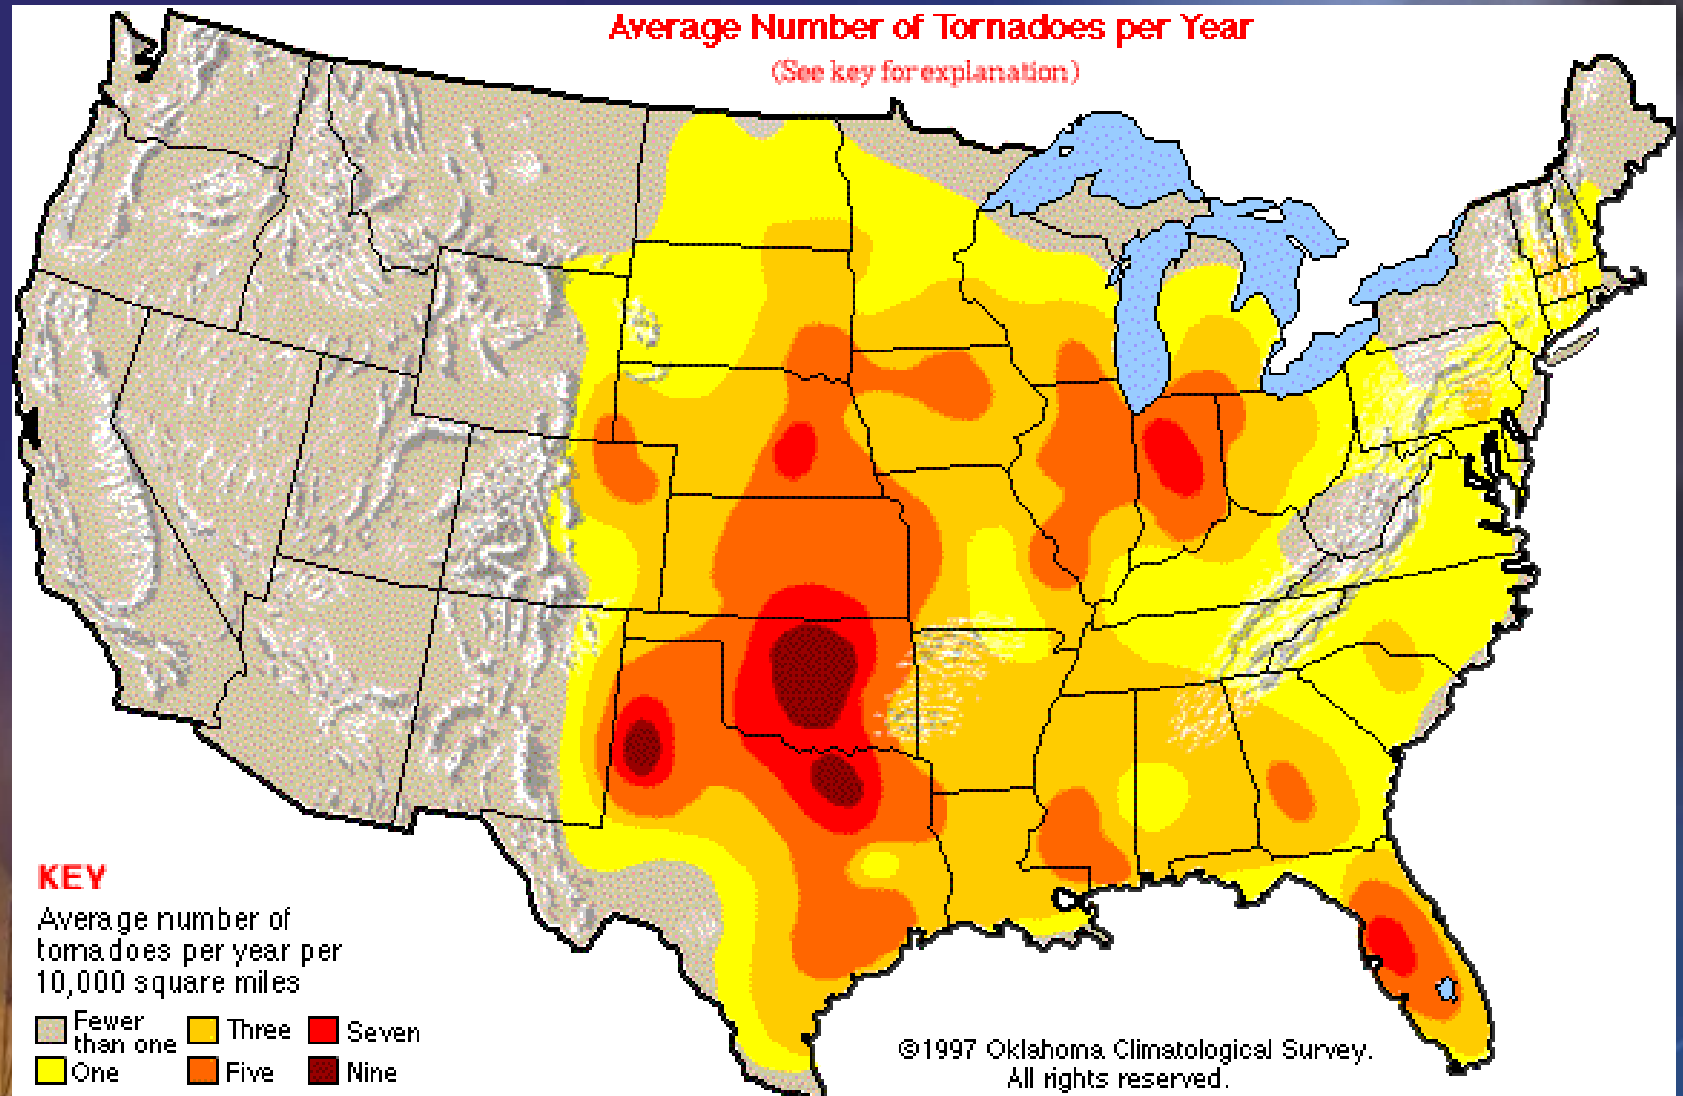 Average Number of Tornadoes per Year
(See key for explanation)
KEY
Average number of
tornadoes per year per
10,000 square miles
Fewer
than one
Three
Seven
One
Five
Nine
©1997 Oklahoma Climatological Survey.
All rights reserved.